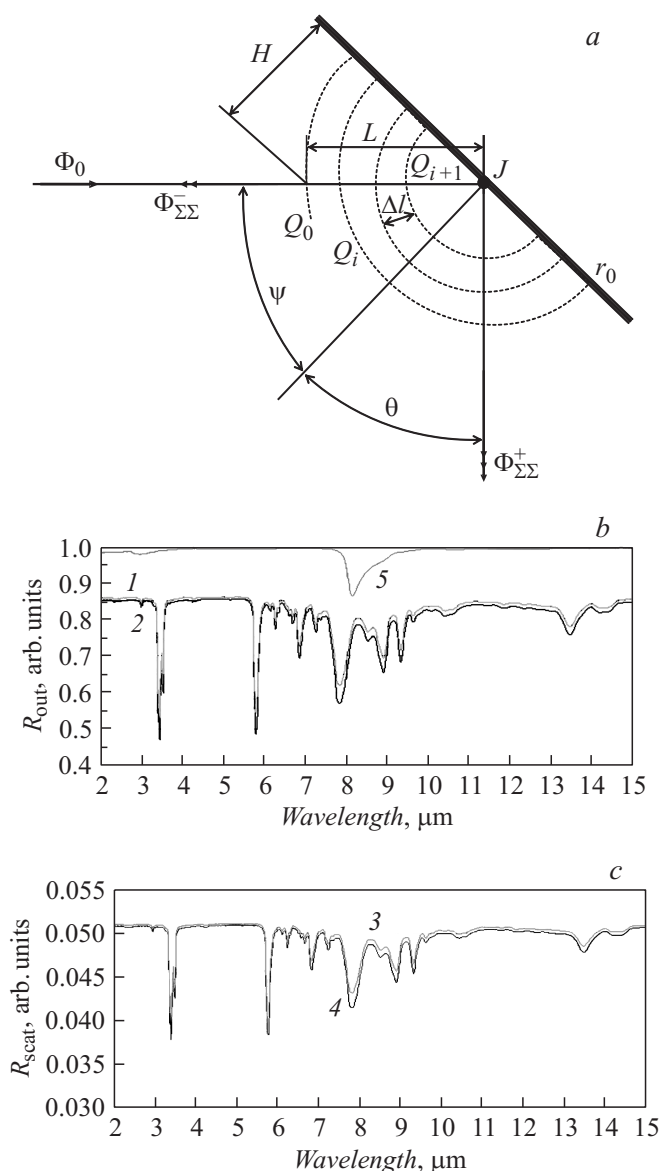 a
H
L
Φ0
Φ−ΣΣ
Qi+1
J
Δl
Q0
Qi
r0
ψ
θ
Φ+ΣΣ
b
1.0
0.9
0.8
0.7
0.6
0.5
0.4
Rout, arb. units
1
2
5
2 3 4 5 6 7 8 9 10 11 12 13 14 15
Wavelength, μm
c
0.055
0.050
0.045
0.040
0.035
0.030
Rscat, arb. units
3
4
2 3 4 5 6 7 8 9 10 11 12 13 14 15
Wavelength, μm